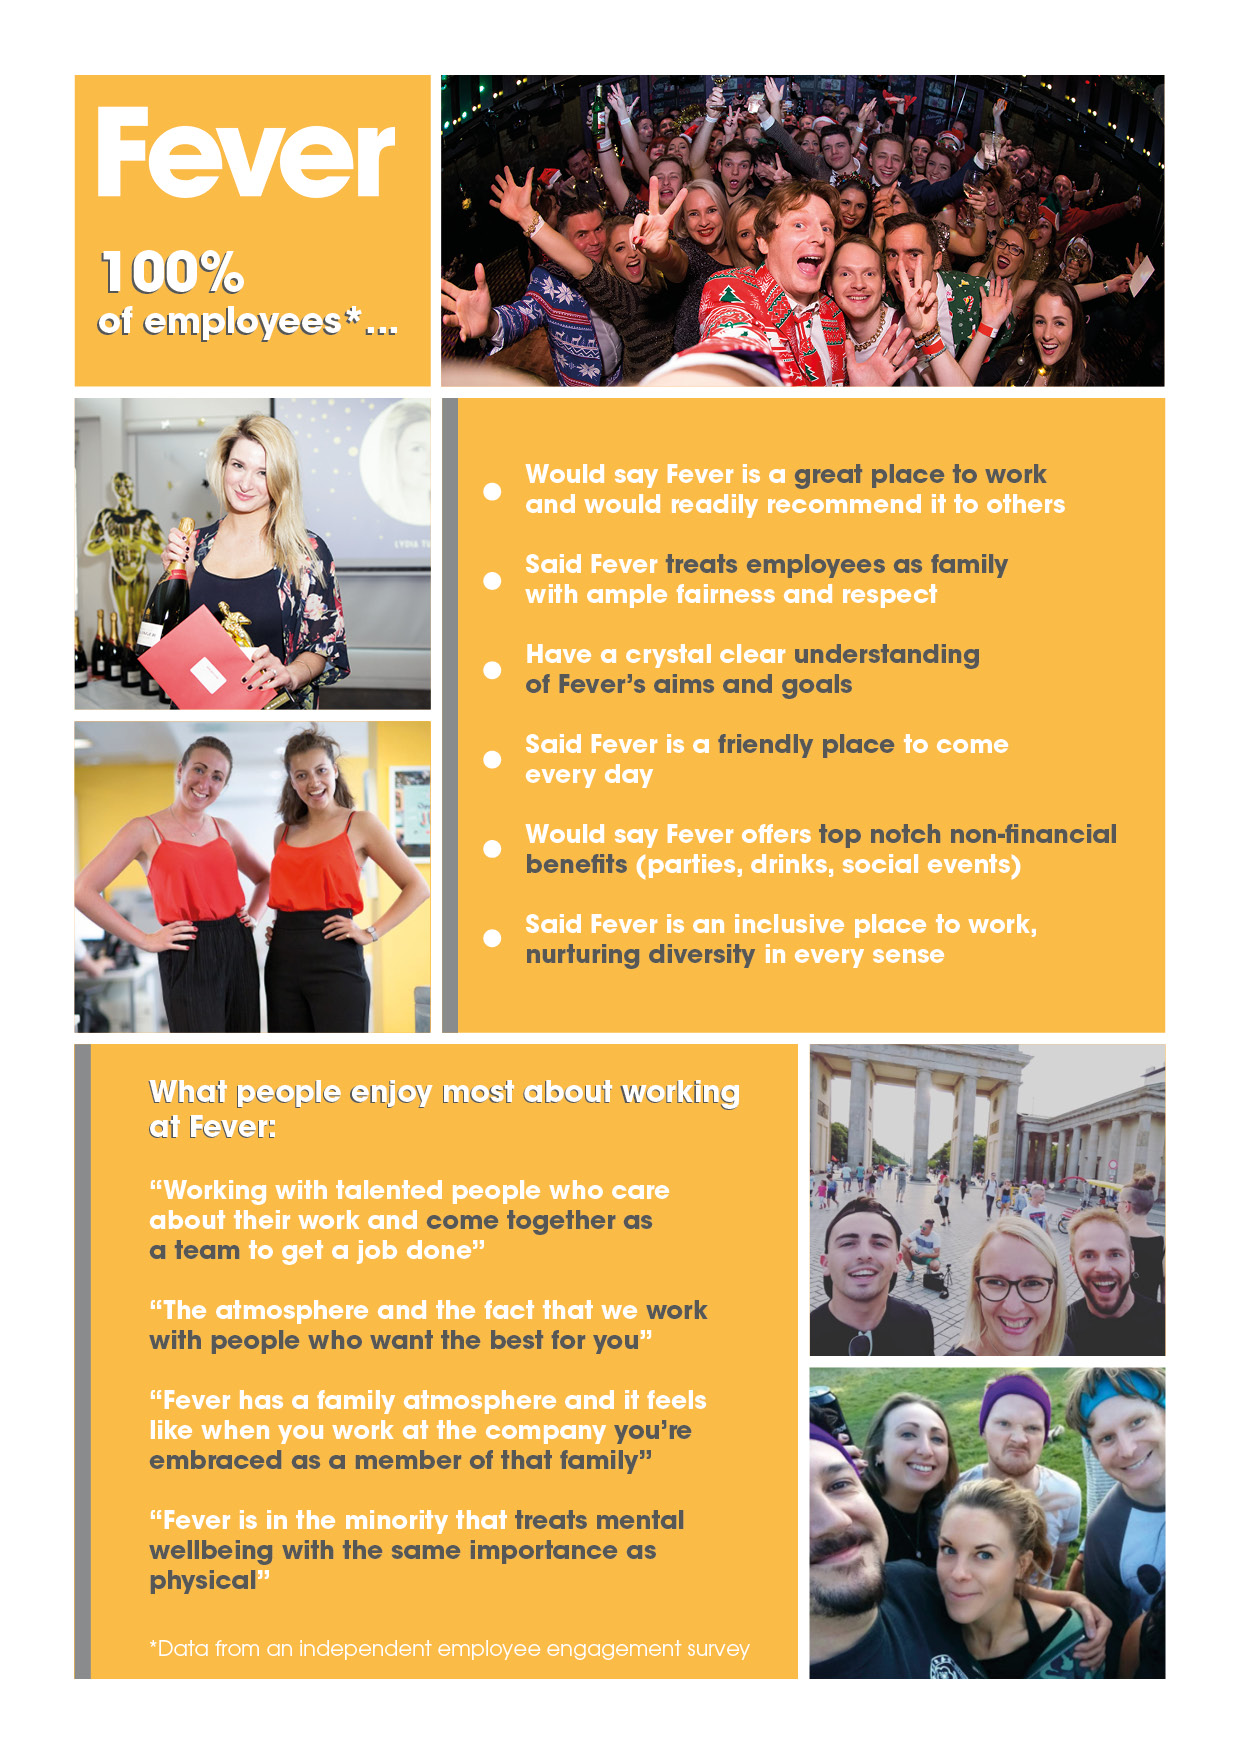 Fever
100%
of employees*...
LYDIA
Would say Fever is a great place to work
and would readily recommend it to others
Said Fever treats employees as family
with ample fairness and respect
Have a crystal clear understanding
of Fever’s aims and goals
Said Fever is a friendly place to come
every day
Would say Fever offers top notch non-financial
benefits (parties, drinks, social events)
Said Fever is an inclusive place to work,
nurturing diversity in every sense
What people enjoy most about working
at Fever:
“Working with talented people who care
about their work and come together as
a team to get a job done”
“The atmosphere and the fact that we work
with people who want the best for you”
“Fever has a family atmosphere and it feels
like when you work at the company you’re
embraced as a member of that family”
“Fever is in the minority that treats mental
wellbeing with the same importance as
physical”
*Data from an independent employee engagement survey